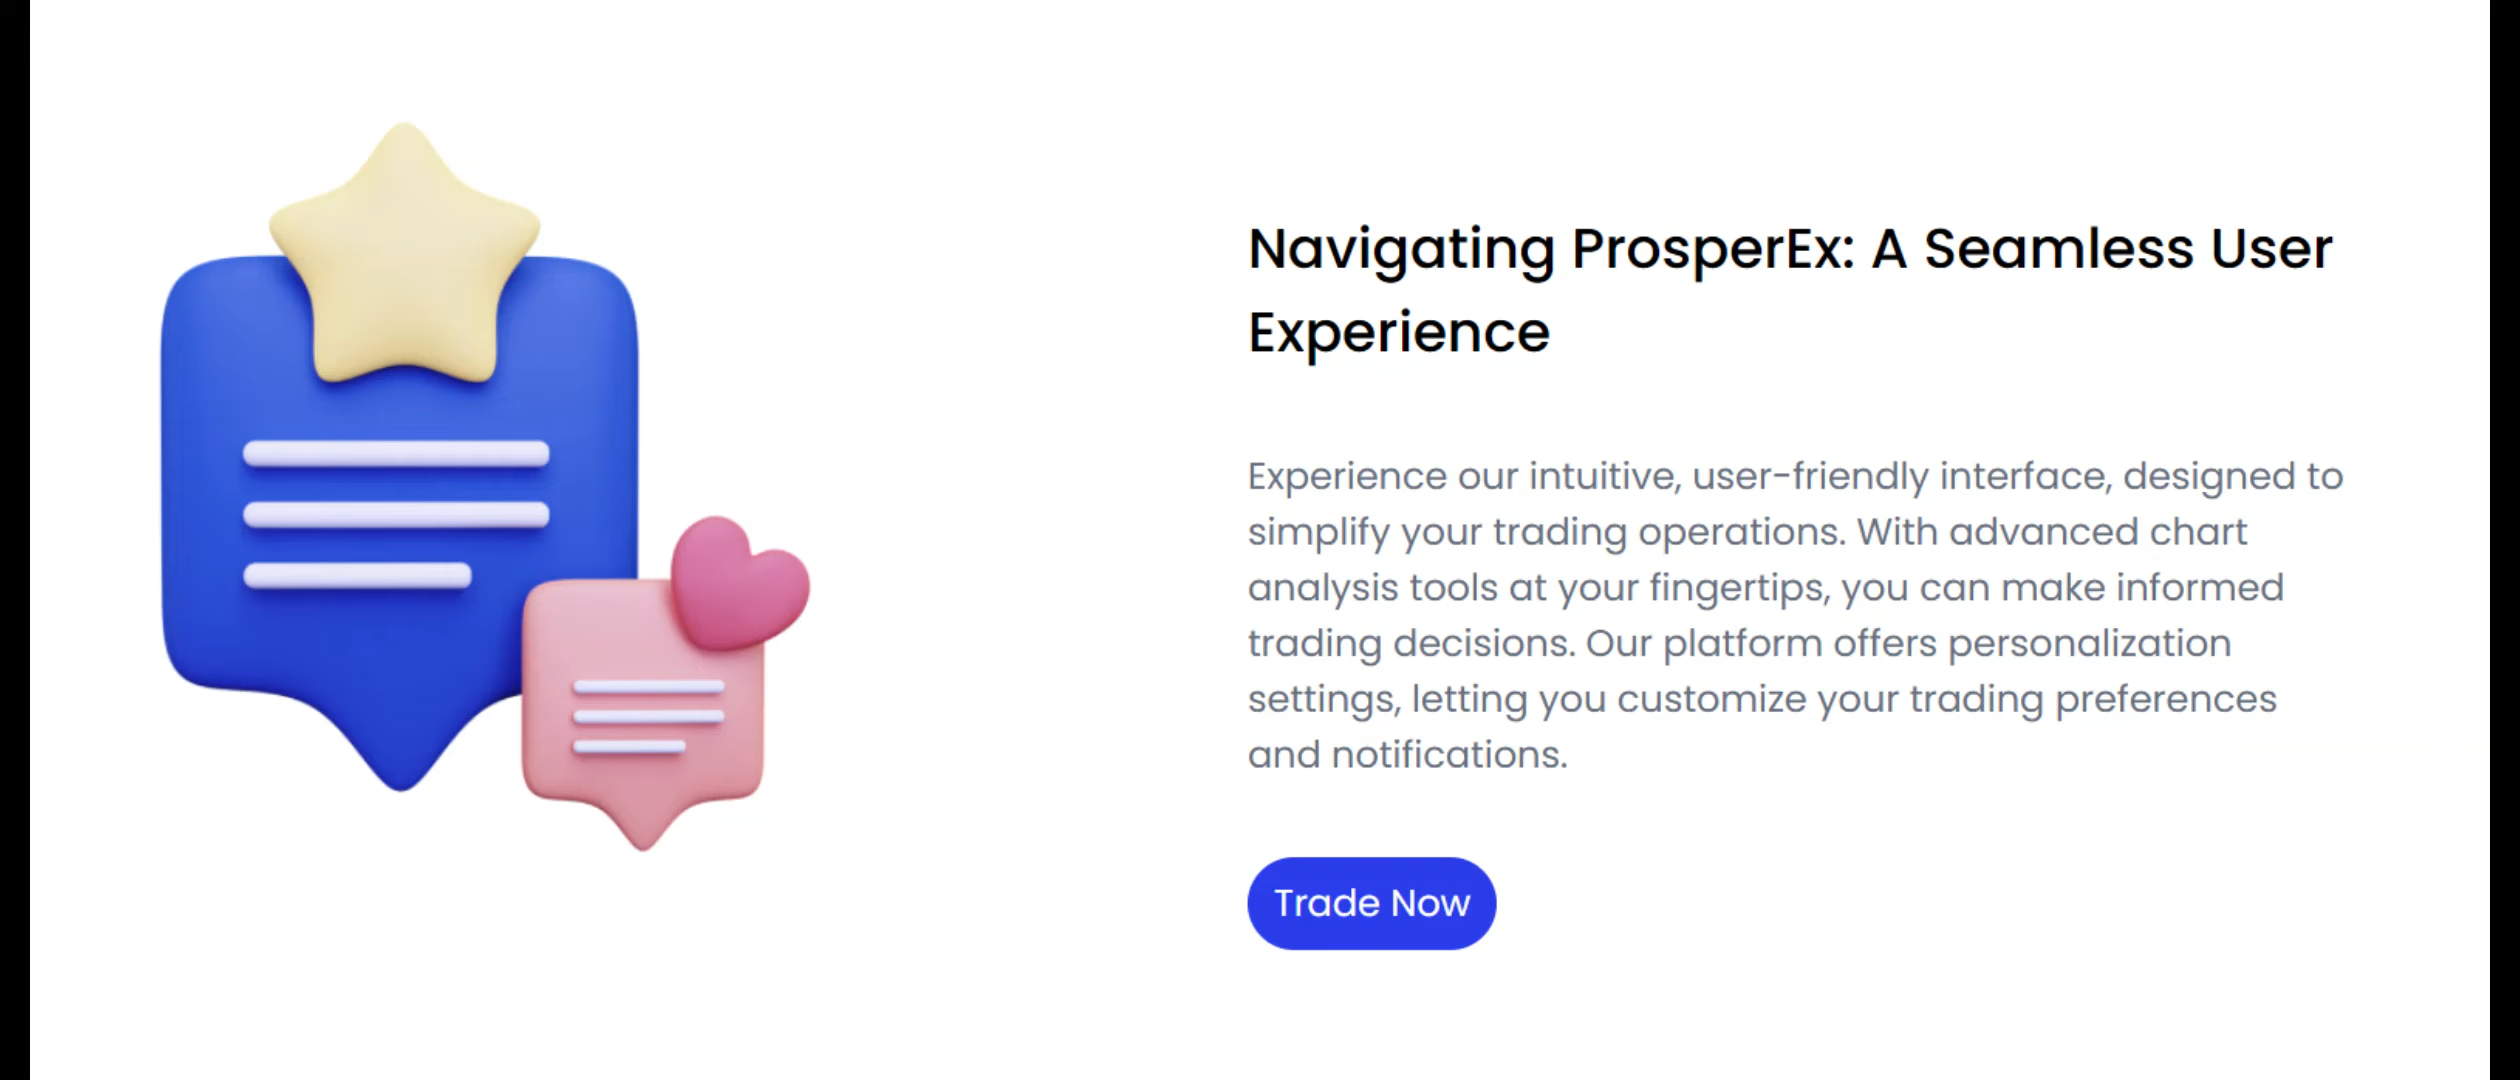 Navigating ProsperEx: A Seamless User
Experience
Experience our intuitive, user-friendly interface, designed to
simplify your trading operations. With advanced chart
analysis tools at your fingertips, you can make informed
trading decisions. Our platform offers personalization
settings, letting you customize your trading preferences
and notifications.
Trade Now